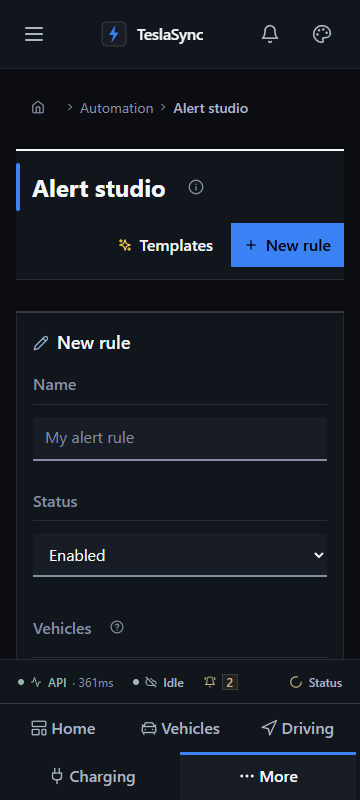 TeslaSync
Automation Alert studio
Alert studio
Templates
New rule
New rule
Name
My alert rule
Status
Enabled
Vehicles
API · 361ms Idle 2 Status
Home Vehicles Driving
Charging More